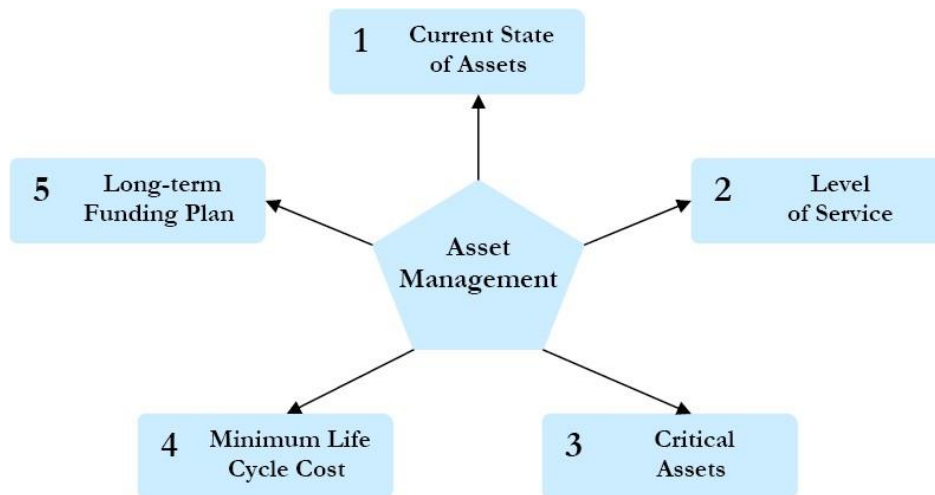 1 Current State
of Assets
5 Long-term
Funding Plan
2 Level
of Service
Asset
Management
4 Minimum Life
Cycle Cost
3 Critical
Assets